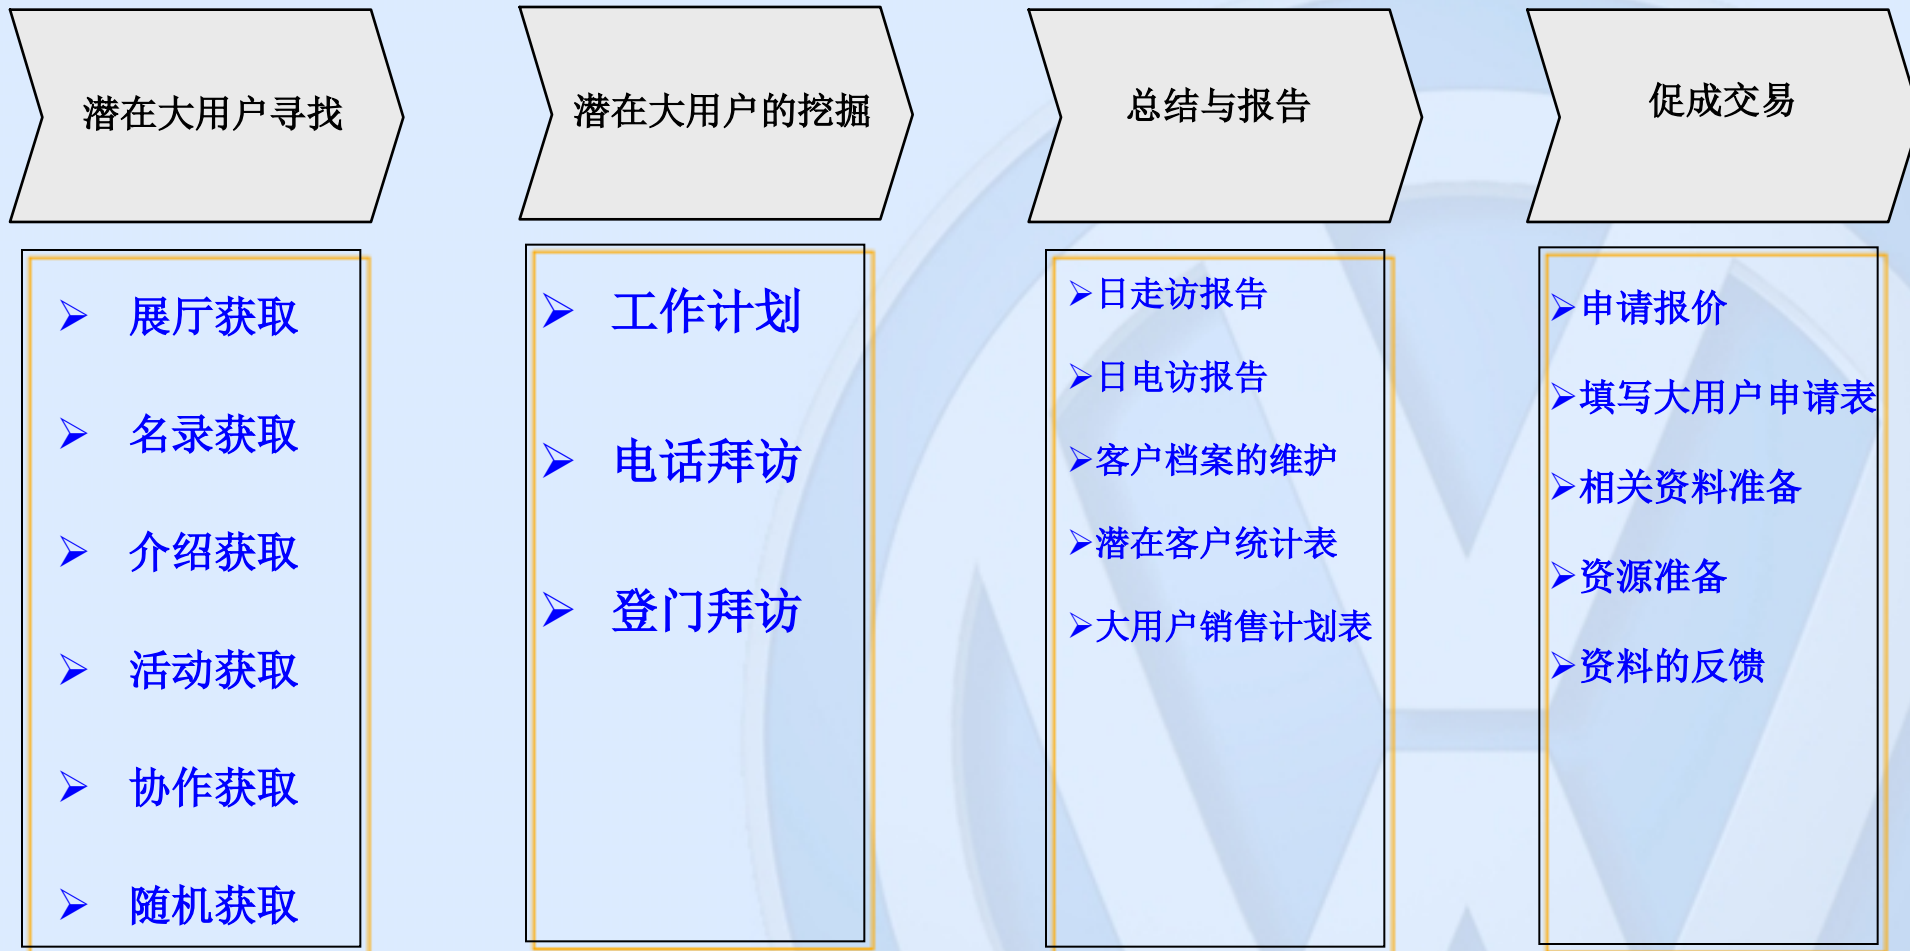 潜在大用户寻找
潜在大用户的挖掘
总结与报告
促成交易
➢ 展厅获取
➢ 名录获取
➢ 介绍获取
➢ 活动获取
➢ 协作获取
➢ 随机获取
➢ 工作计划
➢ 电话拜访
➢ 登门拜访
➢日走访报告
➢日电访报告
➢客户档案的维护
➢潜在客户统计表
➢大用户销售计划表
➢申请报价
➢填写大用户申请表
➢相关资料准备
➢资源准备
➢资料的反馈